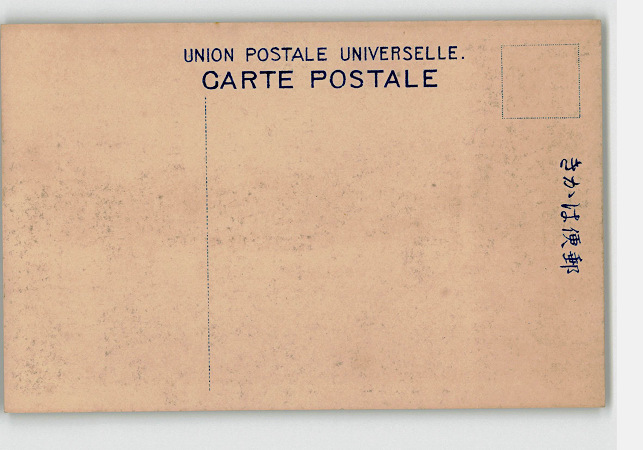 UNION POSTALE UNIVERSELLE.
CARTE POSTALE
きかは便郵